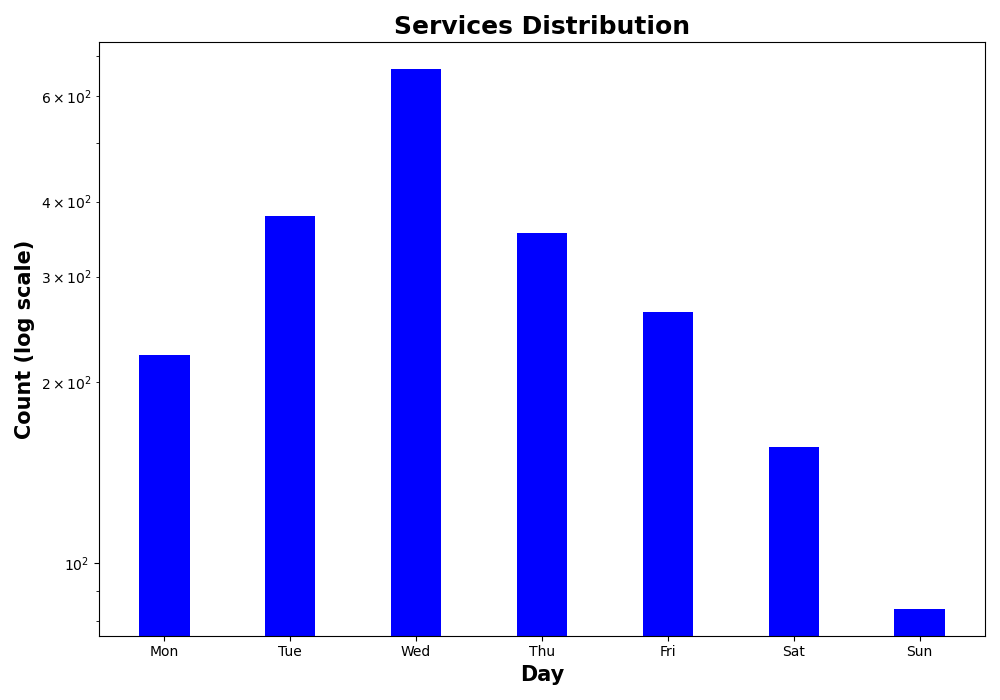 Services Distribution
Count (log scale)
6 × 10²
4 × 10²
3 × 10²
2 × 10²
10²
Mon Tue Wed Thu Fri Sat Sun
Day